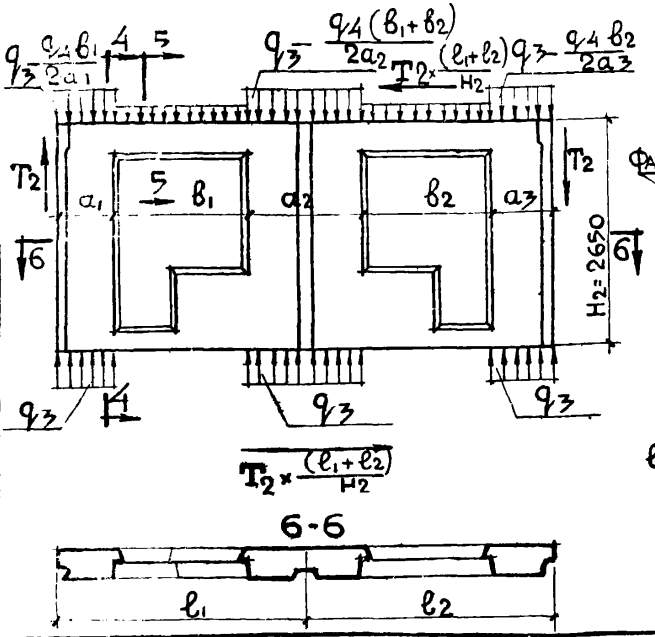 q3 - q4 b1 / 2a1
4 5
q3 - q4 (b1+b2) / 2a2
T2 × (l1+l2) / H2
q3 - q4 b2 / 2a3
T2
a1
5
b1
a2
b2
a3
T2
6
6
H2 = 2650
q3
4
q3
q3
T2 × (l1+l2) / H2
6-6
l1
l2